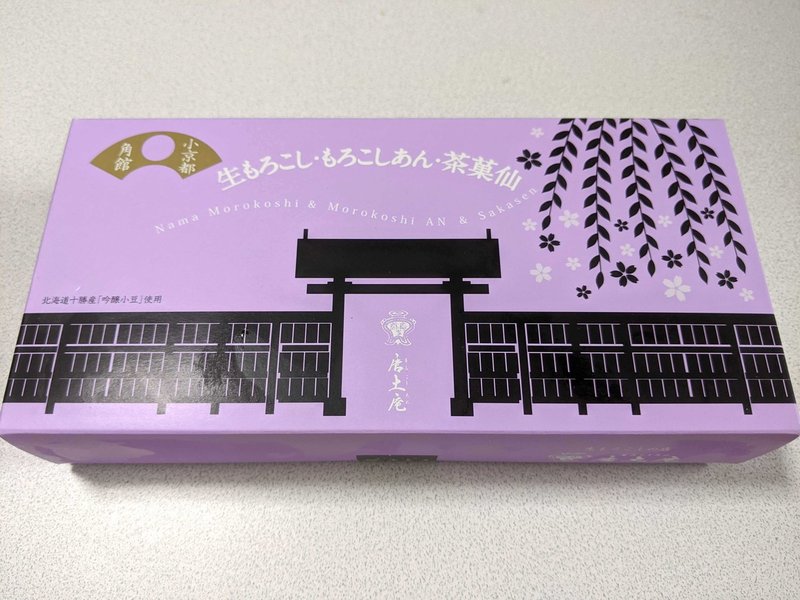 小京都
角館
生もろこし・もろこしあん・茶菓仙
Nama Morokoshi & Morokoshi AN & Sakasen
北海道十勝産「吟醸小豆」使用
唐土庵